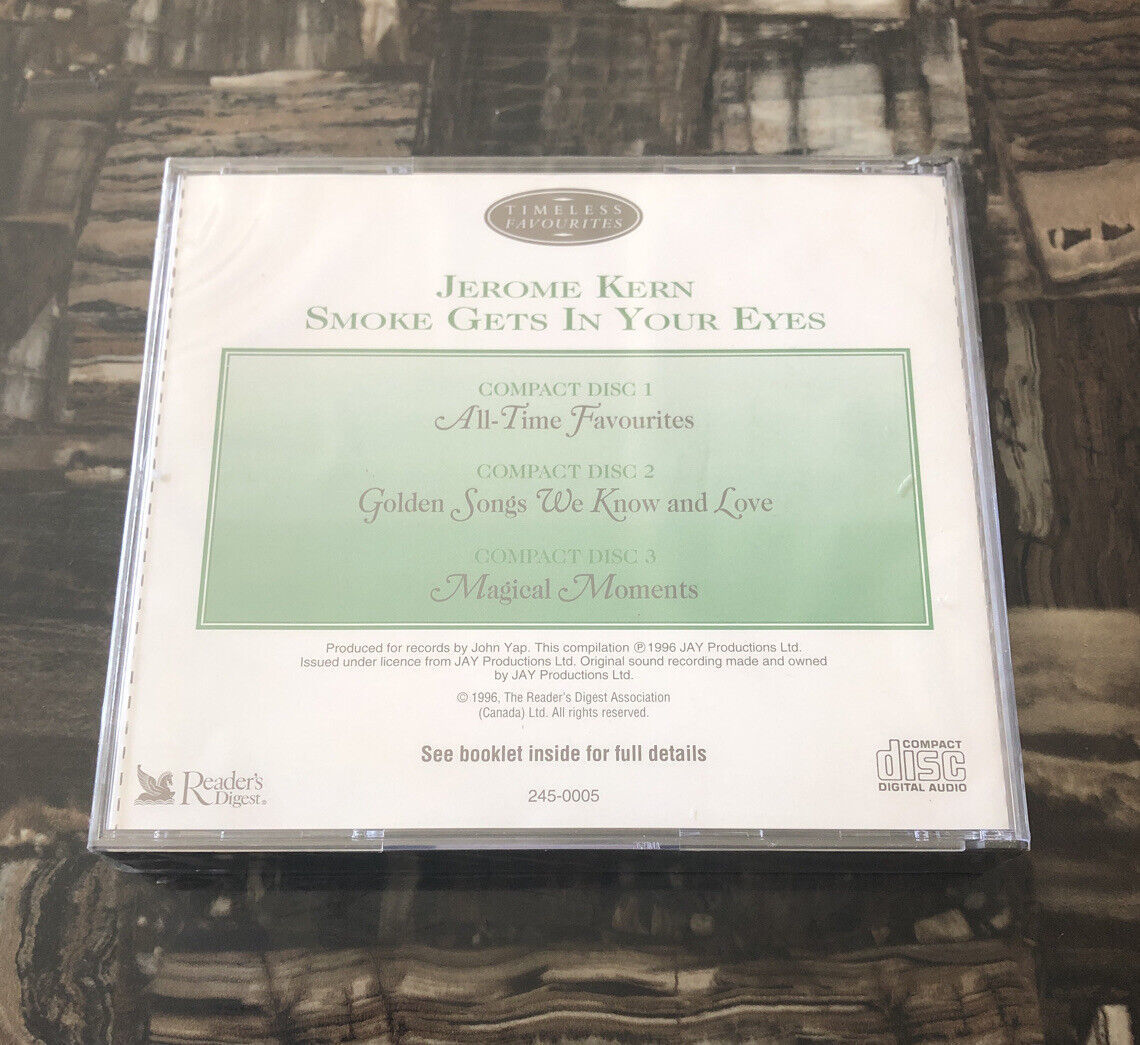 TIMELESS
FAVOURITES
JEROME KERN
SMOKE GETS IN YOUR EYES
COMPACT DISC 1
All-Time Favourites
COMPACT DISC 2
Golden Songs We Know and Love
COMPACT DISC 3
Magical Moments
Produced for records by John Yap. This compilation ℗1996 JAY Productions Ltd.
Issued under licence from JAY Productions Ltd. Original sound recording made and owned
by JAY Productions Ltd.
© 1996, The Reader's Digest Association
(Canada) Ltd. All rights reserved.
See booklet inside for full details
Reader's
Digest®
245-0005
COMPACT
disc
DIGITAL AUDIO